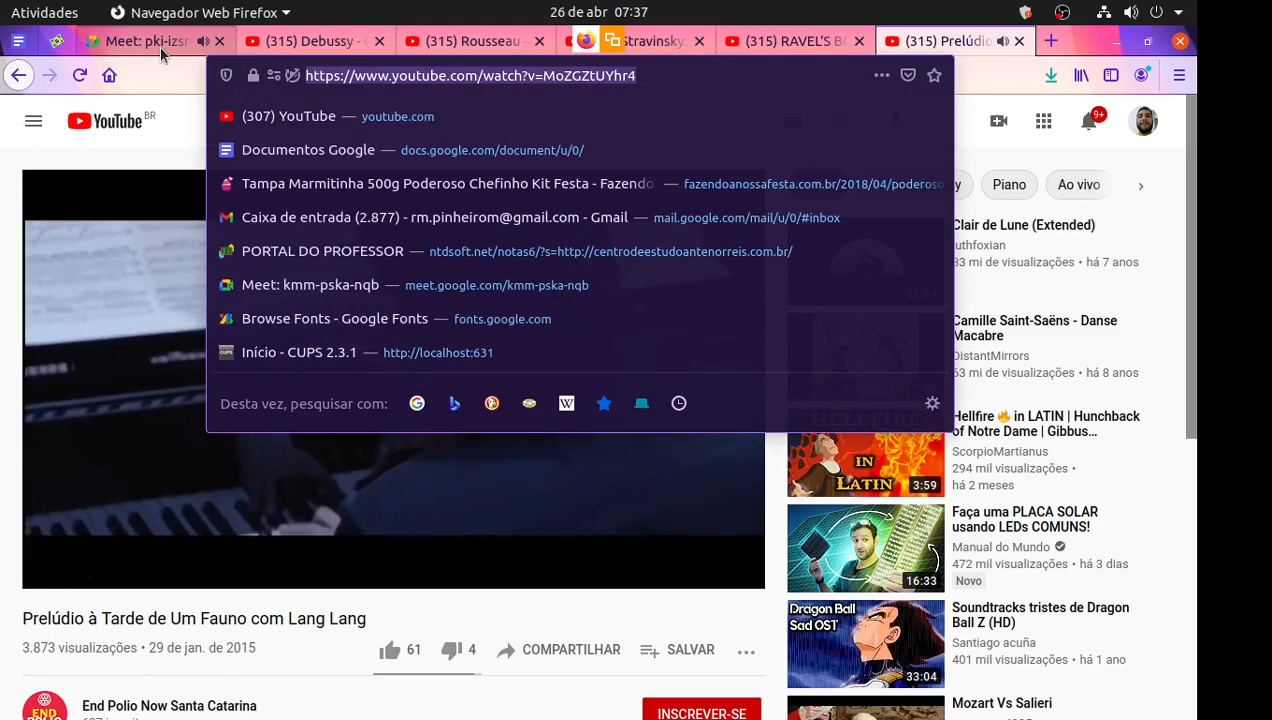 Atividades
Navegador Web Firefox
26 de abr 07:37
Meet: pkj-izsr-
(315) Debussy -
(315) Rousseau -
Stravinsky:
(315) RAVEL'S BO
(315) Prelúdio
https://www.youtube.com/watch?v=MoZGZtUYhr4
(307) YouTube — youtube.com
Documentos Google — docs.google.com/document/u/0/
Tampa Marmitinha 500g Poderoso Chefinho Kit Festa - Fazendo — fazendoanossafesta.com.br/2018/04/poderoso
Caixa de entrada (2.877) - rm.pinheirom@gmail.com - Gmail — mail.google.com/mail/u/0/#inbox
PORTAL DO PROFESSOR — ntdsoft.net/notas6/?s=http://centrodeestudoantenorreis.com.br/
Meet: kmm-pska-nqb — meet.google.com/kmm-pska-nqb
Browse Fonts - Google Fonts — fonts.google.com
Início - CUPS 2.3.1 — http://localhost:631
Desta vez, pesquisar com:
YouTube BR
9+
y
Piano
Ao vivo
Clair de Lune (Extended)
uthfoxian
33 mi de visualizações • há 7 anos
58:09
Camille Saint-Saëns - Danse
Macabre
DistantMirrors
63 mi de visualizações • há 8 anos
HELLFIRE
IN
LATIN
3:59
Hellfire 🔥 in LATIN | Hunchback
of Notre Dame | Gibbus...
ScorpioMartianus
294 mil visualizações •
há 2 meses
16:33
Faça uma PLACA SOLAR
usando LEDs COMUNS!
Manual do Mundo
472 mil visualizações • há 3 dias
Novo
Dragon Ball
Sad OST
33:04
Soundtracks tristes de Dragon
Ball Z (HD)
Santiago acuña
401 mil visualizações • há 1 ano
Mozart Vs Salieri
Prelúdio à Tarde de Um Fauno com Lang Lang
3.873 visualizações • 29 de jan. de 2015
61
4
COMPARTILHAR
SALVAR
END
POLIO
End Polio Now Santa Catarina
INSCREVER-SE